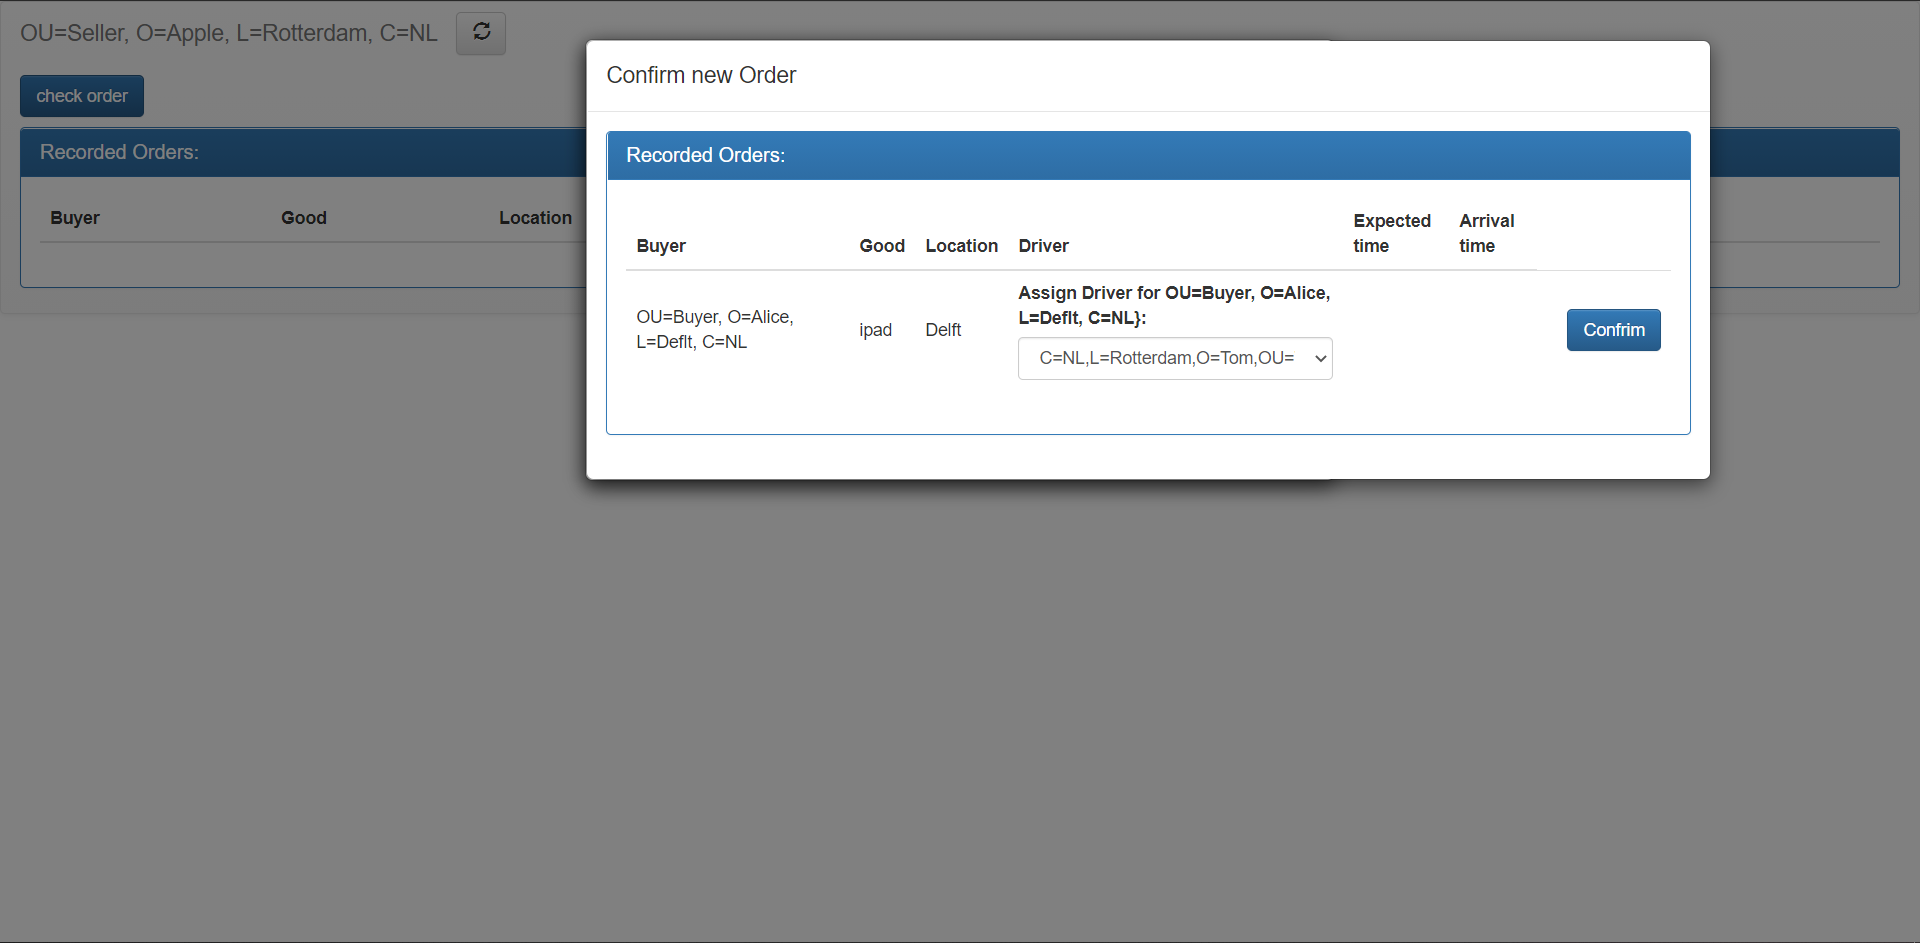 OU=Seller, O=Apple, L=Rotterdam, C=NL
check order
Recorded Orders:
Buyer Good Location
Confirm new Order
Recorded Orders:
Buyer Good Location Driver Expected time Arrival time
OU=Buyer, O=Alice,
L=Deflt, C=NL
ipad
Delft
Assign Driver for OU=Buyer, O=Alice,
L=Deflt, C=NL}:
C=NL,L=Rotterdam,O=Tom,OU=
Confrim